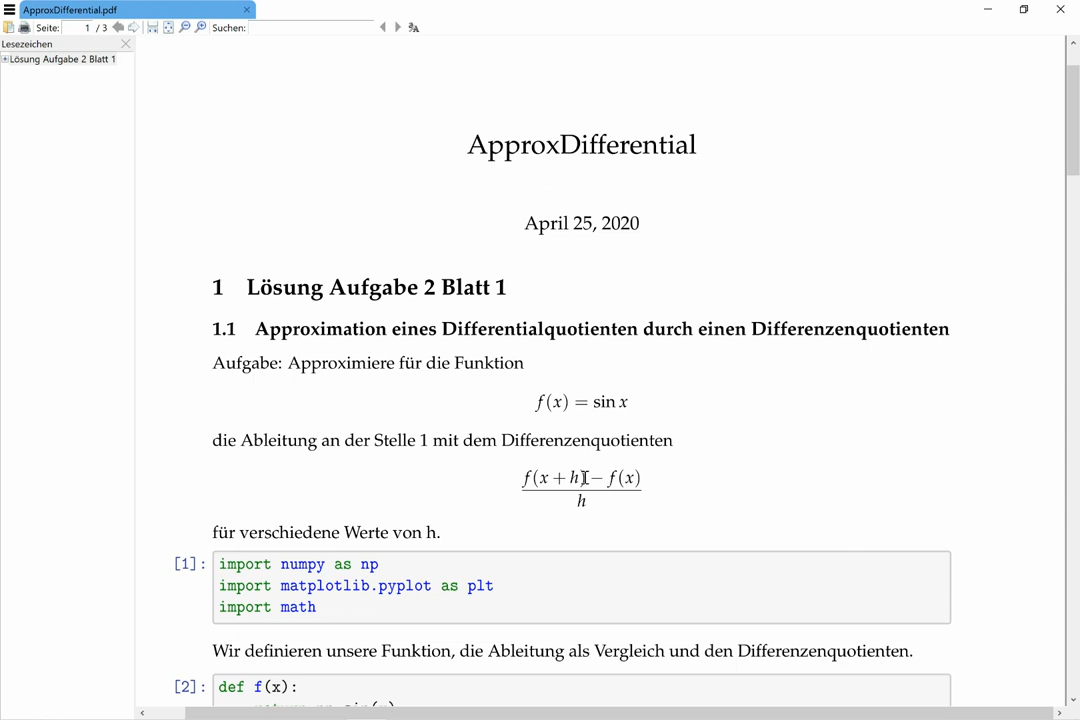 ApproxDifferential.pdf
Seite: 1 / 3 Suchen:
Lesezeichen
Lösung Aufgabe 2 Blatt 1
ApproxDifferential
April 25, 2020
1 Lösung Aufgabe 2 Blatt 1
1.1 Approximation eines Differentialquotienten durch einen Differenzenquotienten
Aufgabe: Approximiere für die Funktion
f(x) = sin x
die Ableitung an der Stelle 1 mit dem Differenzenquotienten
f(x + h) − f(x)
h
für verschiedene Werte von h.
[1]: import numpy as np
import matplotlib.pyplot as plt
import math
Wir definieren unsere Funktion, die Ableitung als Vergleich und den Differenzenquotienten.
[2]: def f(x):